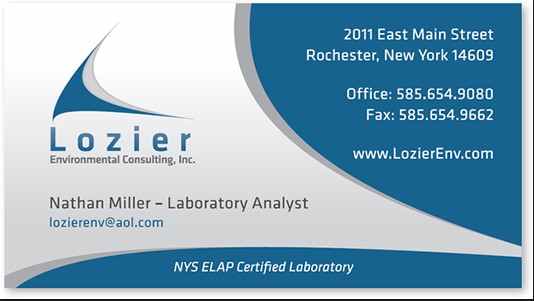 Lozier
Environmental Consulting, Inc.
Nathan Miller – Laboratory Analyst
lozierenv@aol.com
2011 East Main Street
Rochester, New York 14609
Office: 585.654.9080
Fax: 585.654.9662
www.LozierEnv.com
NYS ELAP Certified Laboratory